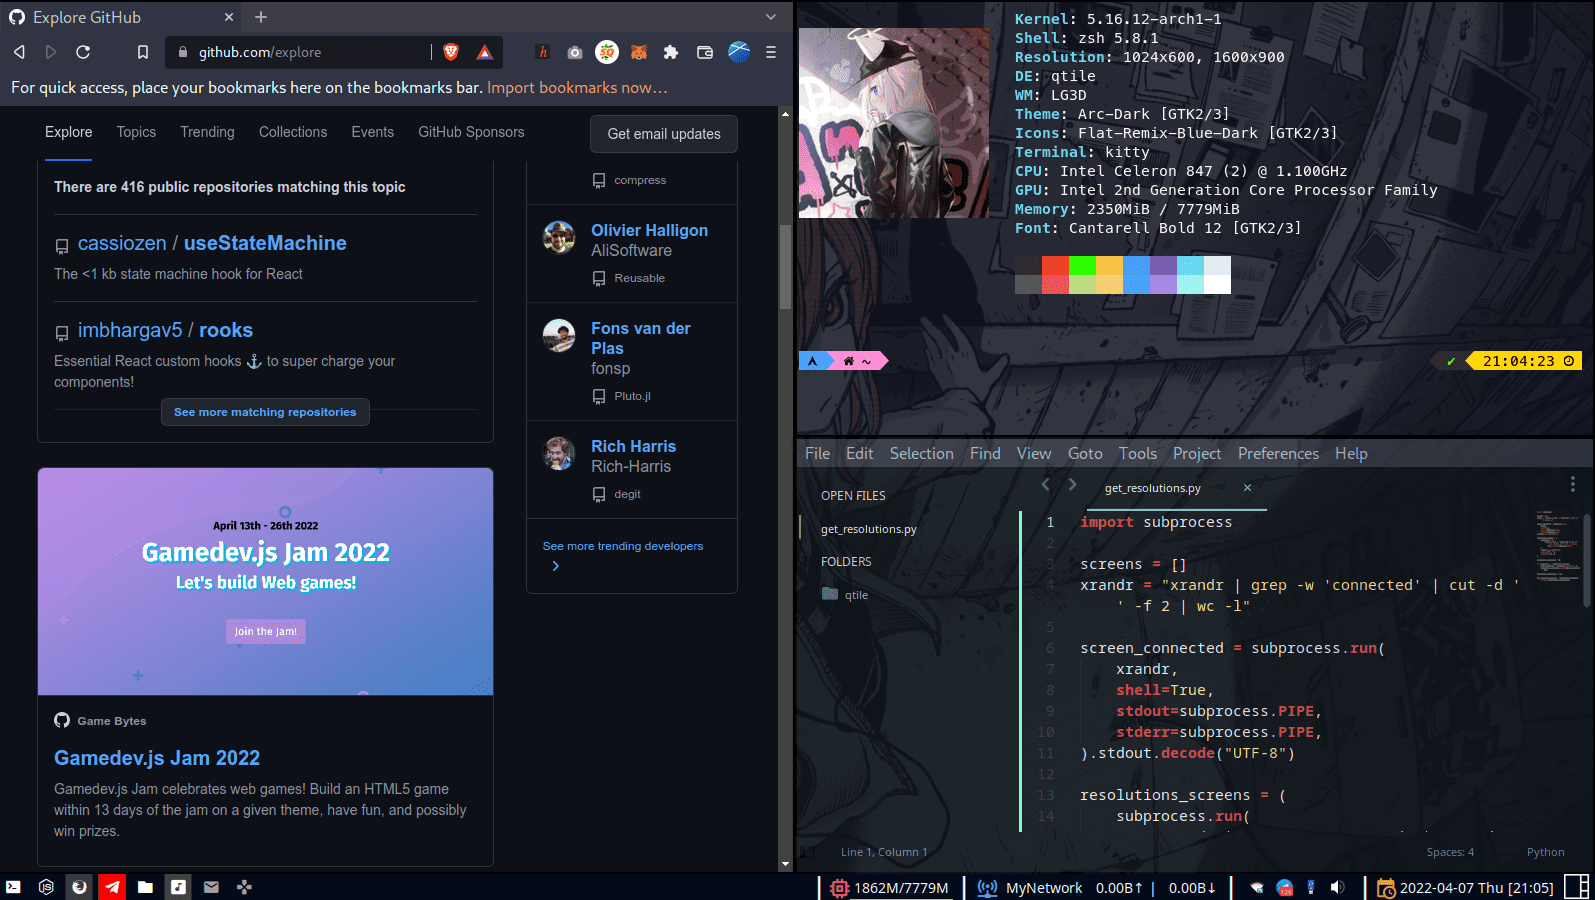 Explore GitHub
github.com/explore
For quick access, place your bookmarks here on the bookmarks bar. Import bookmarks now…
Explore Topics Trending Collections Events GitHub Sponsors
Get email updates
There are 416 public repositories matching this topic
cassiozen / useStateMachine
The <1 kb state machine hook for React
imbhargav5 / rooks
Essential React custom hooks ⚓ to super charge your
components!
See more matching repositories
April 13th - 26th 2022
Gamedev.js Jam 2022
Let's build Web games!
Join the Jam!
Game Bytes
Gamedev.js Jam 2022
Gamedev.js Jam celebrates web games! Build an HTML5 game
within 13 days of the jam on a given theme, have fun, and possibly
win prizes.
compress
Olivier Halligon
AliSoftware
Reusable
Fons van der
Plas
fonsp
Pluto.jl
Rich Harris
Rich-Harris
degit
See more trending developers
Kernel: 5.16.12-arch1-1
Shell: zsh 5.8.1
Resolution: 1024x600, 1600x900
DE: qtile
WM: LG3D
Theme: Arc-Dark [GTK2/3]
Icons: Flat-Remix-Blue-Dark [GTK2/3]
Terminal: kitty
CPU: Intel Celeron 847 (2) @ 1.100GHz
GPU: Intel 2nd Generation Core Processor Family
Memory: 2350MiB / 7779MiB
Font: Cantarell Bold 12 [GTK2/3]
~
✔ 21:04:23
File Edit Selection Find View Goto Tools Project Preferences Help
OPEN FILES
get_resolutions.py
FOLDERS
qtile
get_resolutions.py
1 import subprocess
2
3 screens = []
4 xrandr = "xrandr | grep -w 'connected' | cut -d '
' -f 2 | wc -l"
5
6 screen_connected = subprocess.run(
7 xrandr,
8 shell=True,
9 stdout=subprocess.PIPE,
10 stderr=subprocess.PIPE,
11 ).stdout.decode("UTF-8")
12
13 resolutions_screens = (
14 subprocess.run(
Line 1, Column 1
Spaces: 4
Python
1862M/7779M
MyNetwork 0.00B↑ | 0.00B↓
2022-04-07 Thu [21:05]